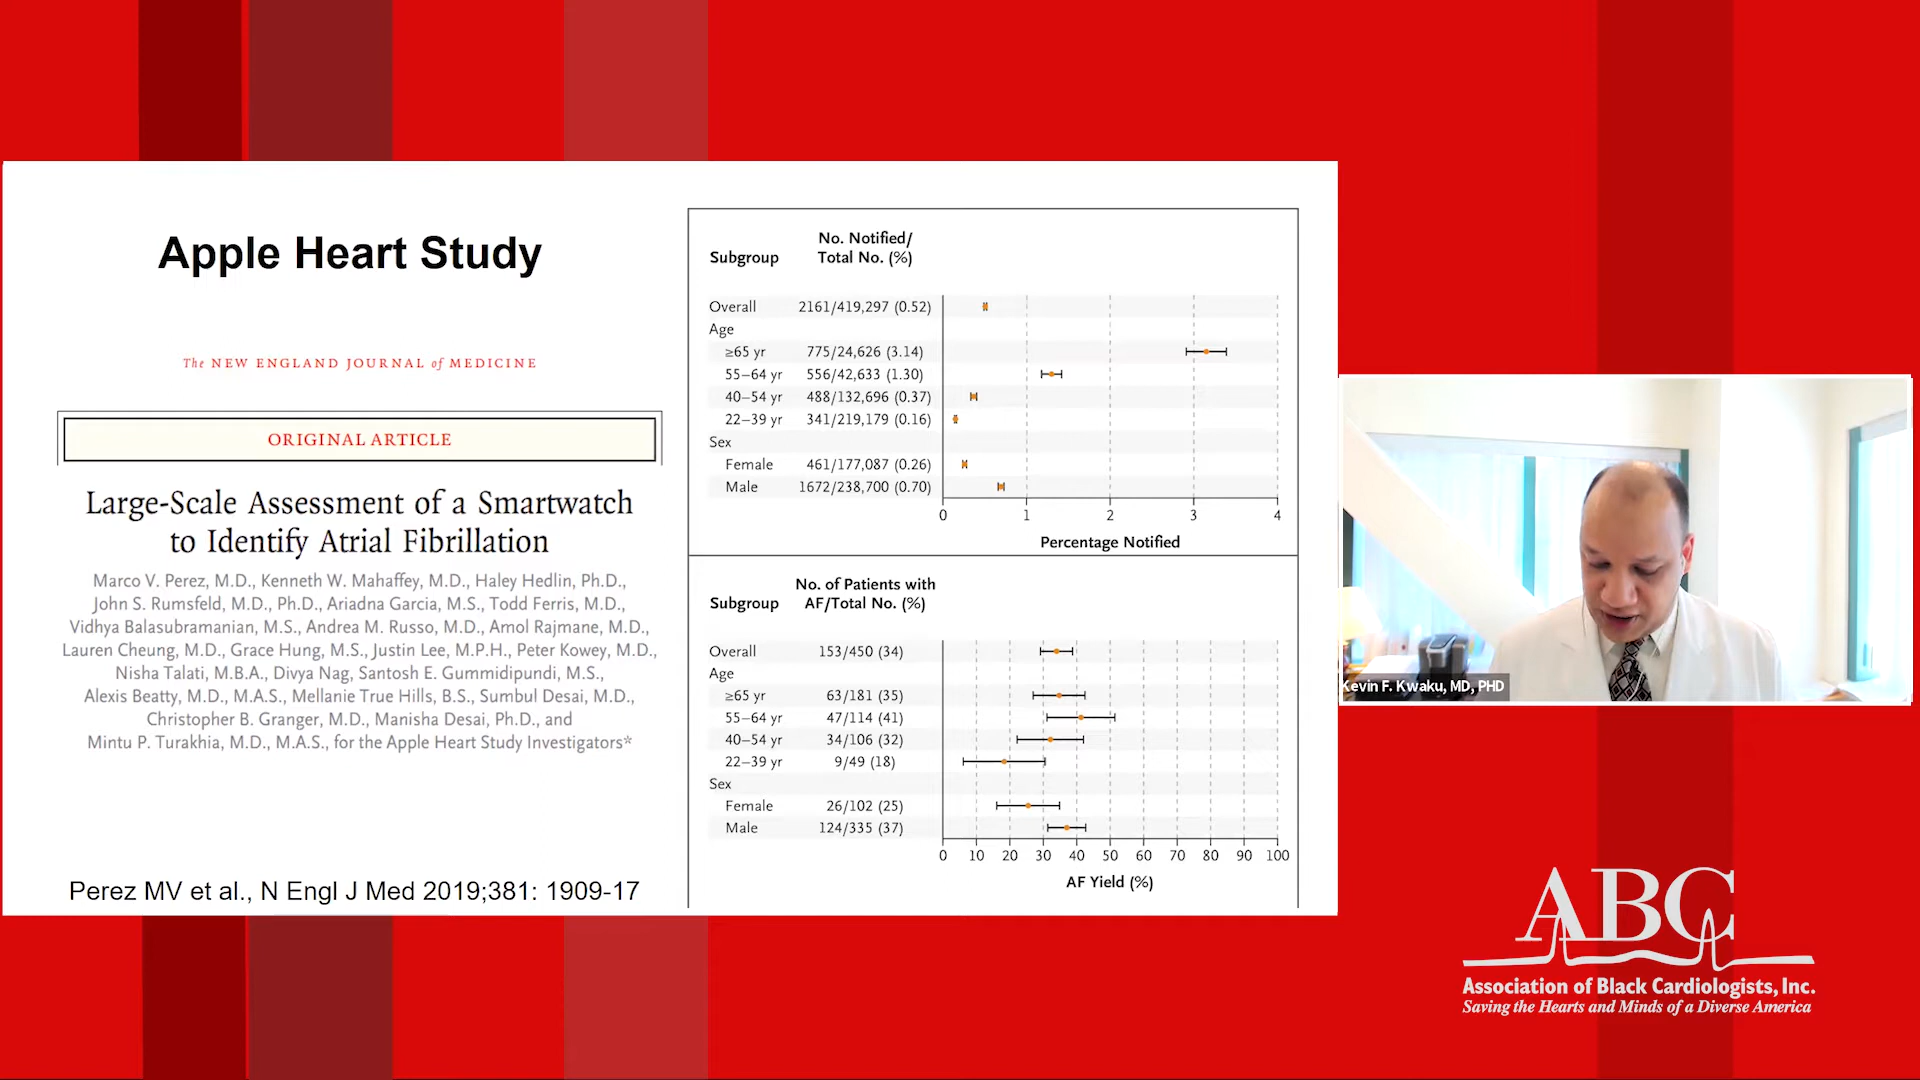 Apple Heart Study
The NEW ENGLAND JOURNAL of MEDICINE
ORIGINAL ARTICLE
Large-Scale Assessment of a Smartwatch
to Identify Atrial Fibrillation
Marco V. Perez, M.D., Kenneth W. Mahaffey, M.D., Haley Hedlin, Ph.D.,
John S. Rumsfeld, M.D., Ph.D., Ariadna Garcia, M.S., Todd Ferris, M.D.,
Vidhya Balasubramanian, M.S., Andrea M. Russo, M.D., Amol Rajmane, M.D.,
Lauren Cheung, M.D., Grace Hung, M.S., Justin Lee, M.P.H., Peter Kowey, M.D.,
Nisha Talati, M.B.A., Divya Nag, Santosh E. Gummidipundi, M.S.,
Alexis Beatty, M.D., M.A.S., Mellanie True Hills, B.S., Sumbul Desai, M.D.,
Christopher B. Granger, M.D., Manisha Desai, Ph.D., and
Mintu P. Turakhia, M.D., M.A.S., for the Apple Heart Study Investigators*
Perez MV et al., N Engl J Med 2019;381: 1909-17
No. Notified/
Subgroup Total No. (%)
Overall 2161/419,297 (0.52)
Age
≥65 yr 775/24,626 (3.14)
55–64 yr 556/42,633 (1.30)
40–54 yr 488/132,696 (0.37)
22–39 yr 341/219,179 (0.16)
Sex
Female 461/177,087 (0.26)
Male 1672/238,700 (0.70)
0 1 2 3 4
Percentage Notified
No. of Patients with
Subgroup AF/Total No. (%)
Overall 153/450 (34)
Age
≥65 yr 63/181 (35)
55–64 yr 47/114 (41)
40–54 yr 34/106 (32)
22–39 yr 9/49 (18)
Sex
Female 26/102 (25)
Male 124/335 (37)
0 10 20 30 40 50 60 70 80 90 100
AF Yield (%)
Kevin F. Kwaku, MD, PHD
ABC
Association of Black Cardiologists, Inc.
Saving the Hearts and Minds of a Diverse America